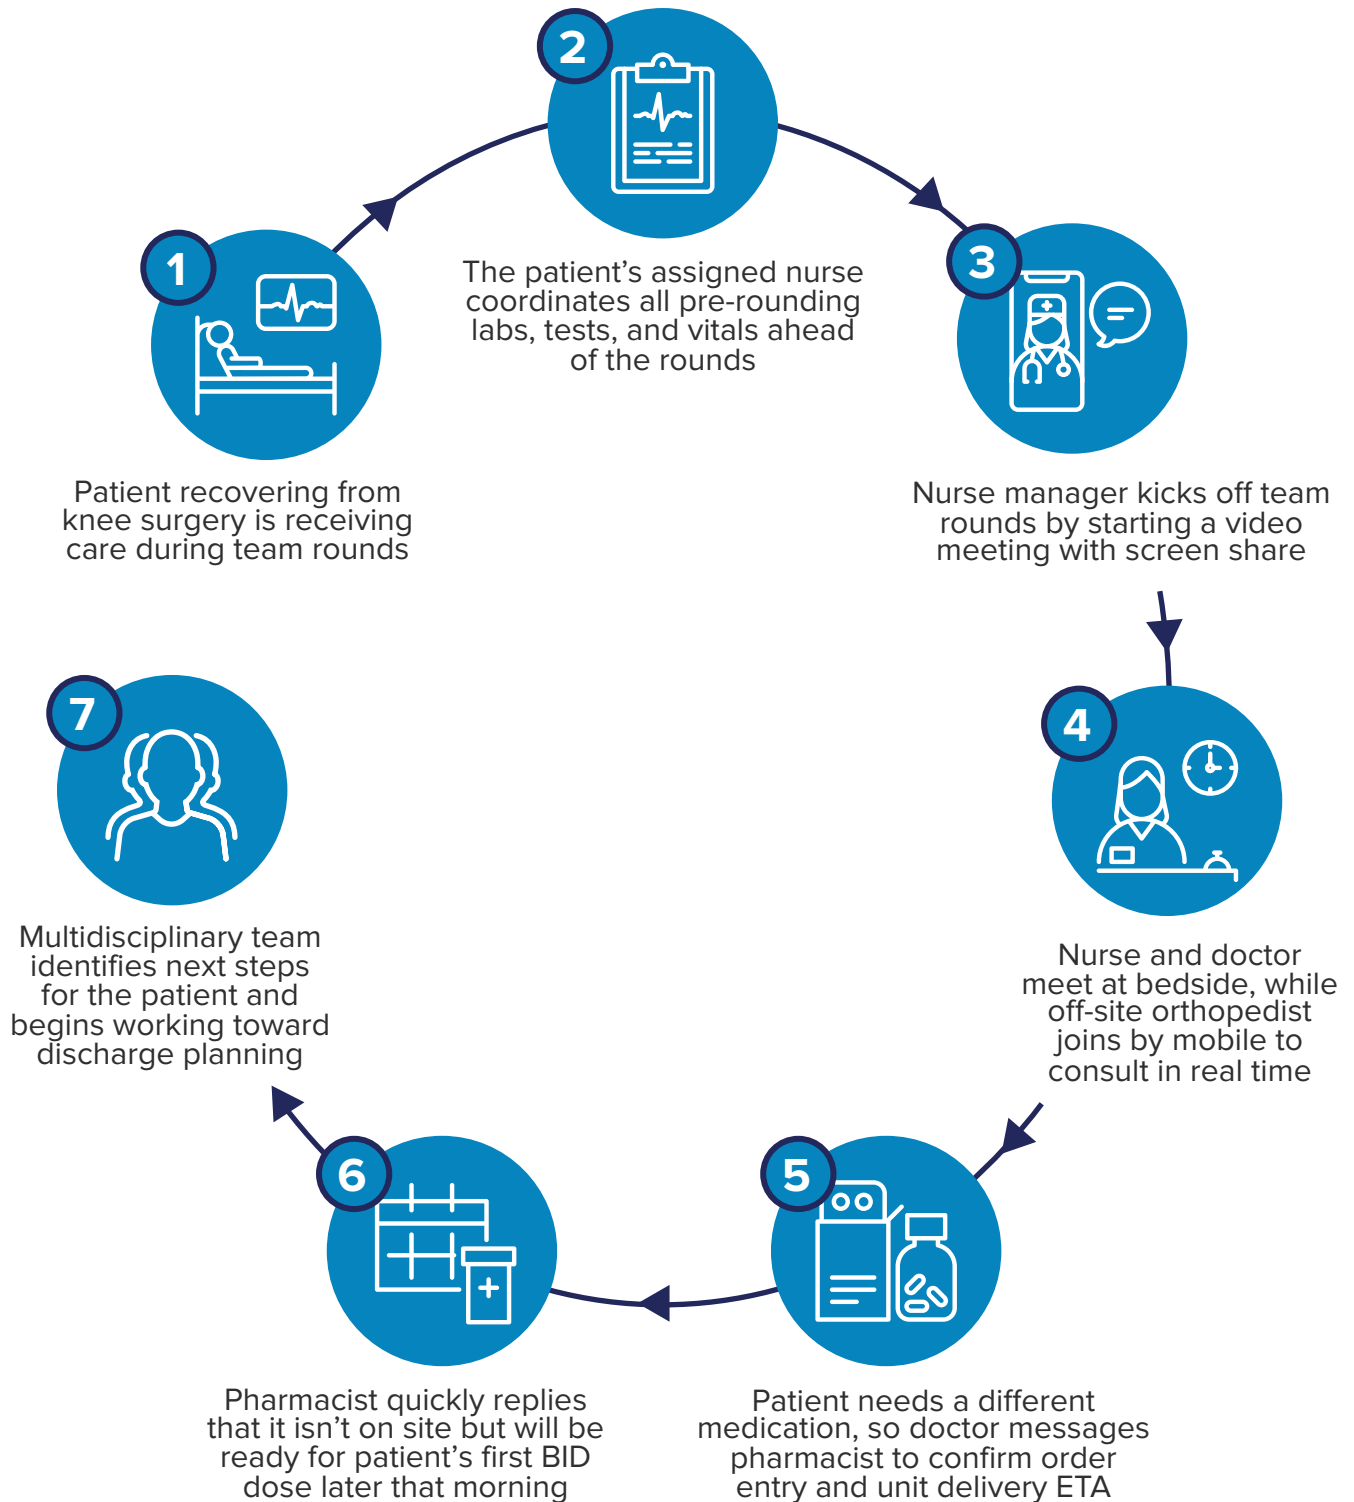 1
Patient recovering from
knee surgery is receiving
care during team rounds
2
The patient’s assigned nurse
coordinates all pre-rounding
labs, tests, and vitals ahead
of the rounds
3
Nurse manager kicks off team
rounds by starting a video
meeting with screen share
4
Nurse and doctor
meet at bedside, while
off-site orthopedist
joins by mobile to
consult in real time
5
Patient needs a different
medication, so doctor messages
pharmacist to confirm order
entry and unit delivery ETA
6
Pharmacist quickly replies
that it isn’t on site but will be
ready for patient’s first BID
dose later that morning
7
Multidisciplinary team
identifies next steps
for the patient and
begins working toward
discharge planning